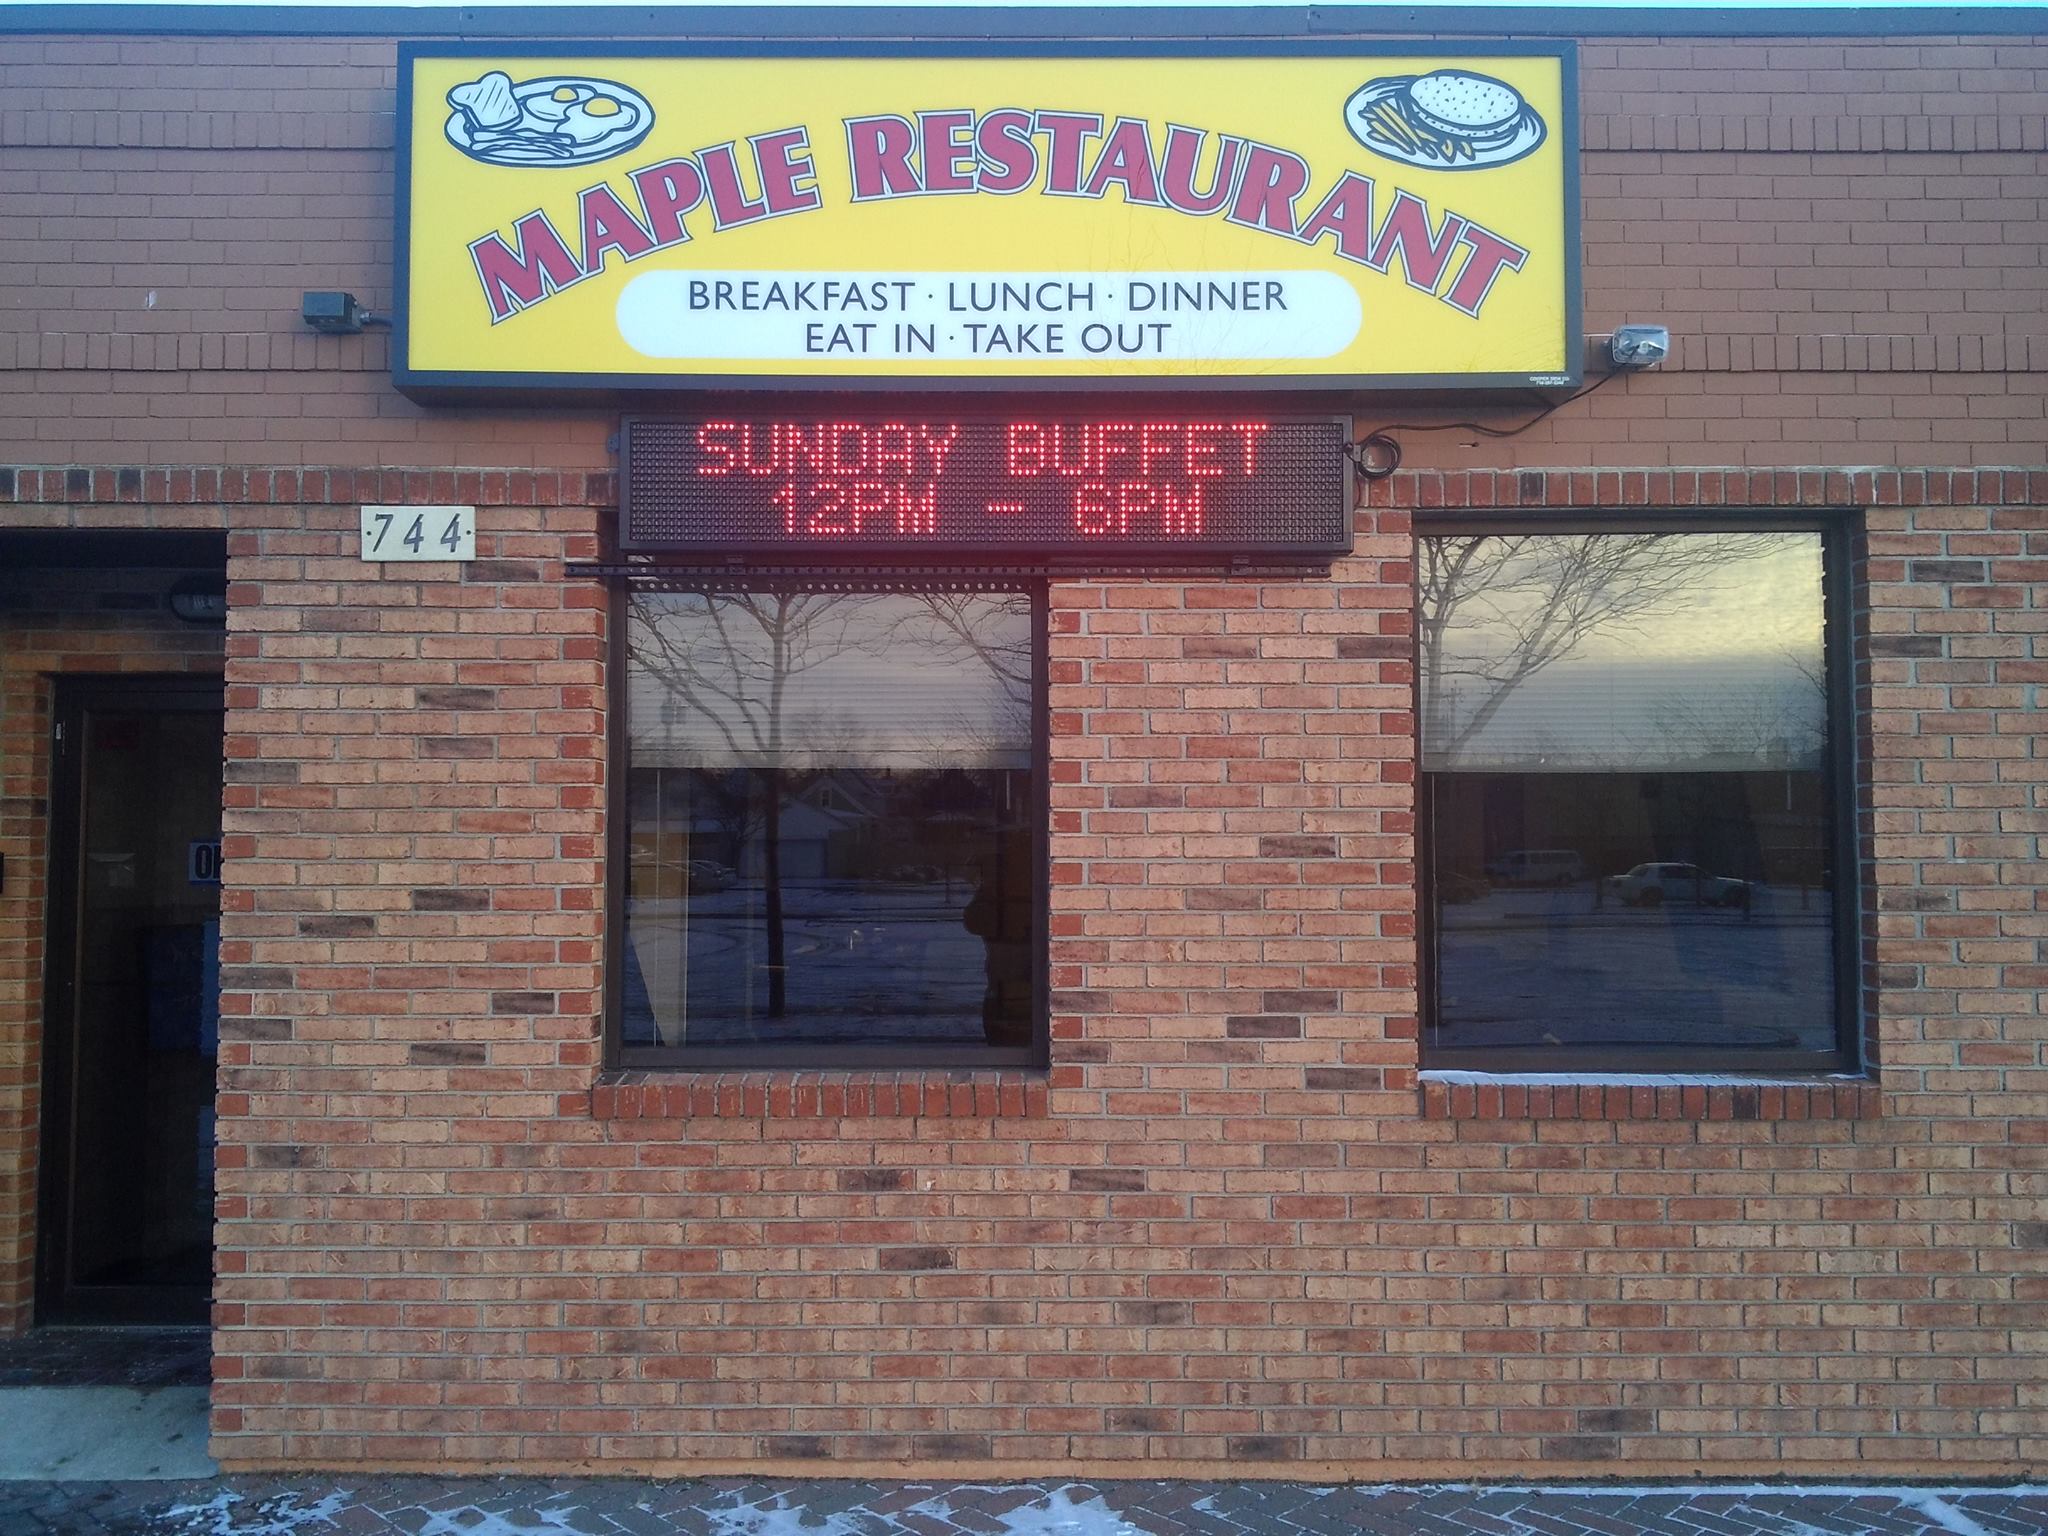 MAPLE RESTAURANT
BREAKFAST · LUNCH · DINNER
EAT IN · TAKE OUT
SUNDAY BUFFET
12PM - 6PM
·744·